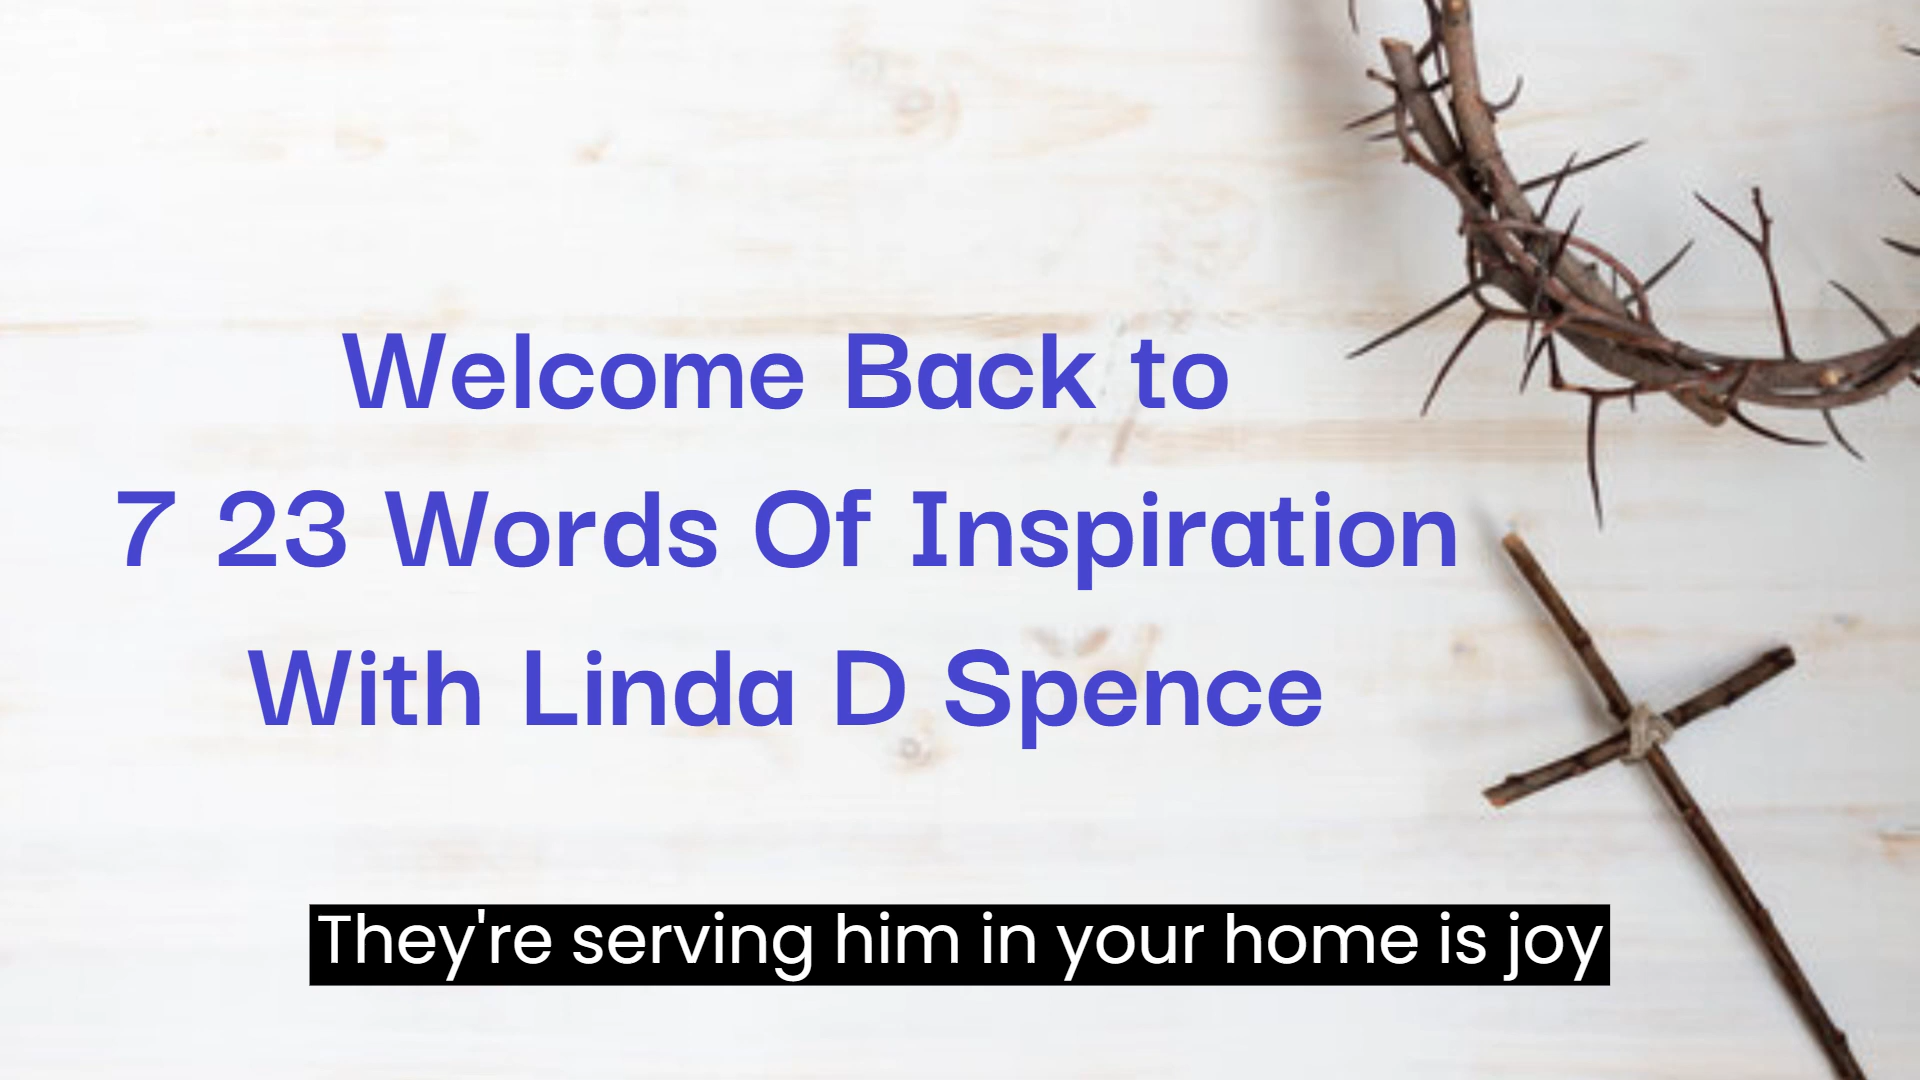 Welcome Back to
7 23 Words Of Inspiration
With Linda D Spence
They're serving him in your home is joy